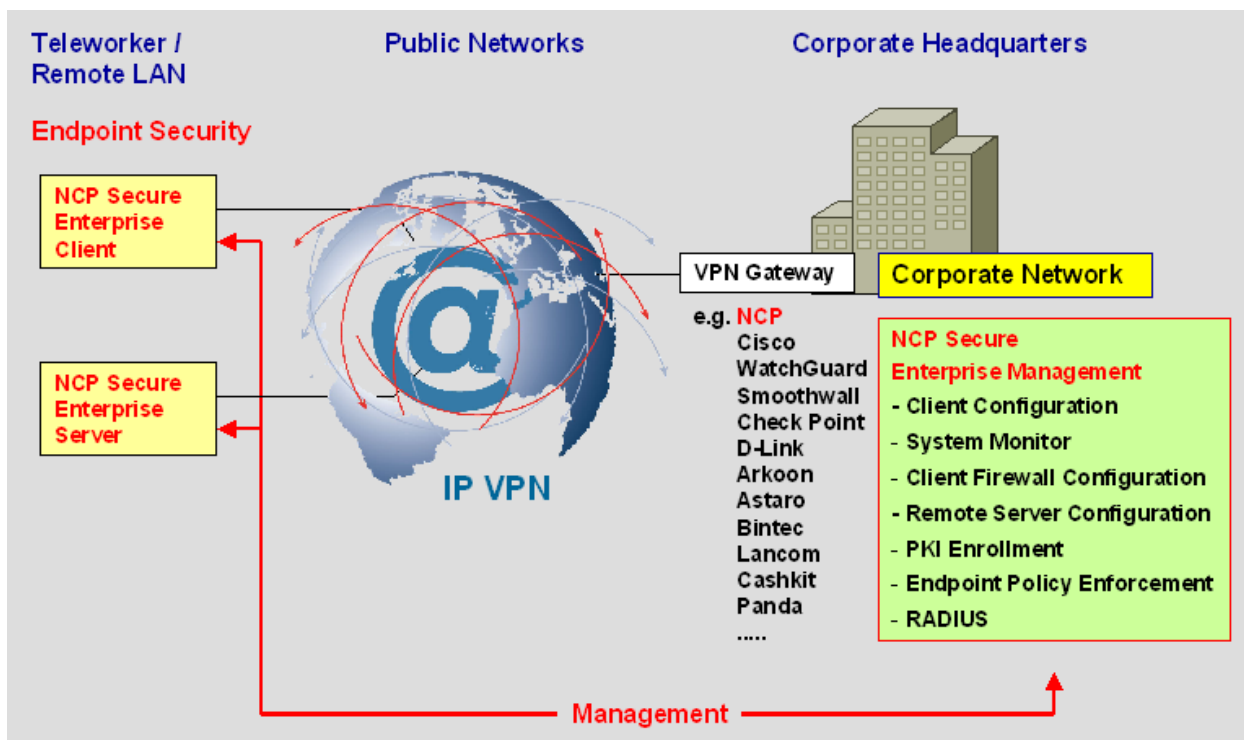 Teleworker /
Remote LAN
Public Networks
Corporate Headquarters
Endpoint Security
NCP Secure
Enterprise
Client
NCP Secure
Enterprise
Server
@
IP VPN
VPN Gateway
Corporate Network
e.g. NCP
Cisco
WatchGuard
Smoothwall
Check Point
D-Link
Arkoon
Astaro
Bintec
Lancom
Cashkit
Panda
.....
NCP Secure
Enterprise Management
- Client Configuration
- System Monitor
- Client Firewall Configuration
- Remote Server Configuration
- PKI Enrollment
- Endpoint Policy Enforcement
- RADIUS
Management